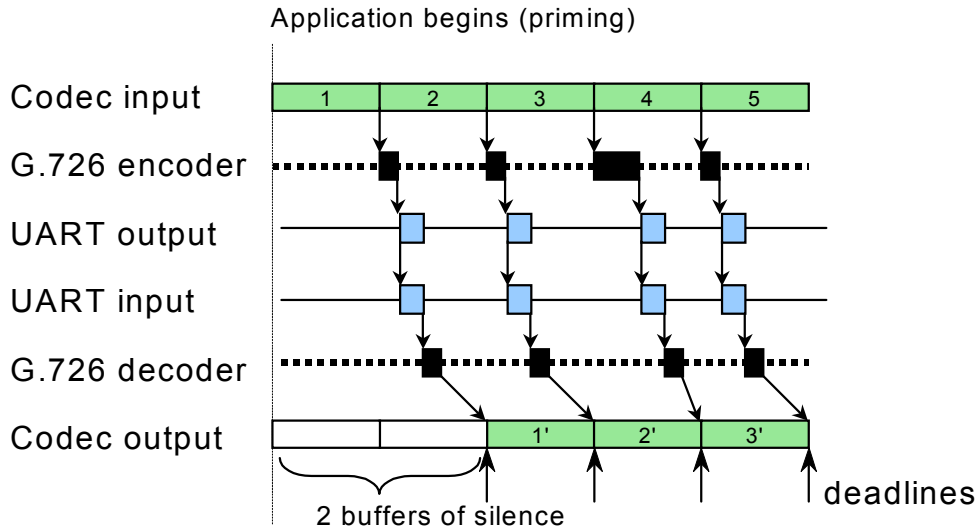 Application begins (priming)
Codec input
1 2 3 4 5
G.726 encoder
UART output
UART input
G.726 decoder
Codec output
1' 2' 3'
deadlines
2 buffers of silence